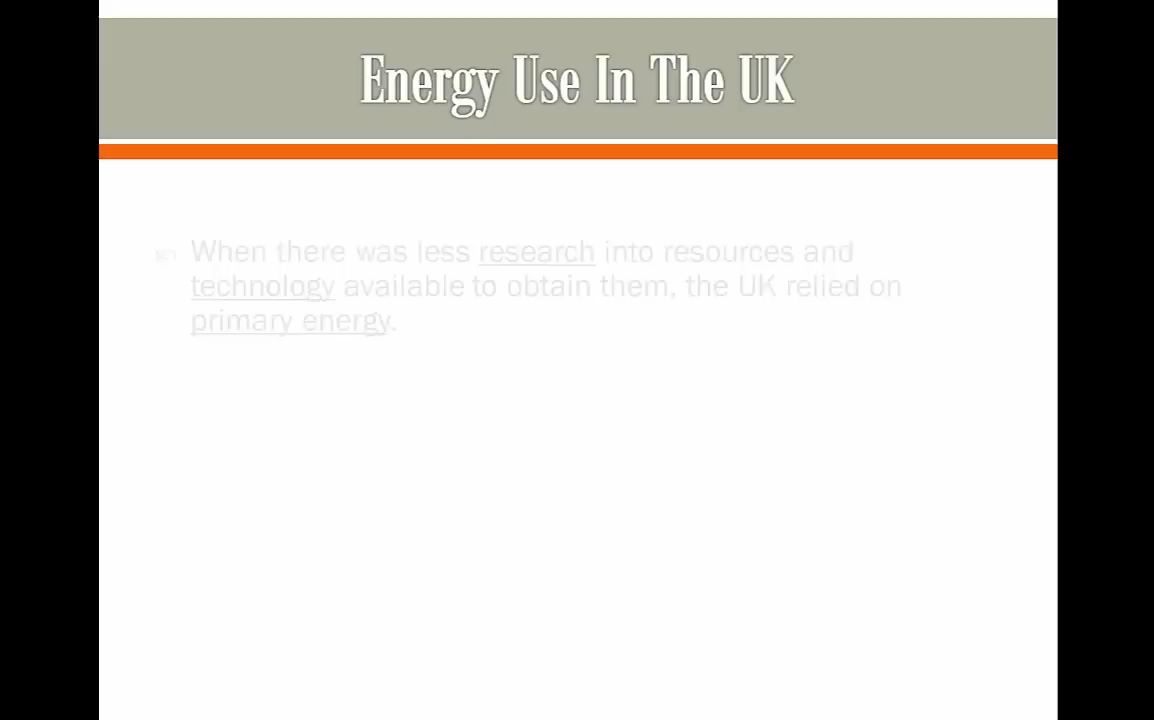 Energy Use In The UK
When there was less research into resources and
technology available to obtain them, the UK relied on
primary energy.